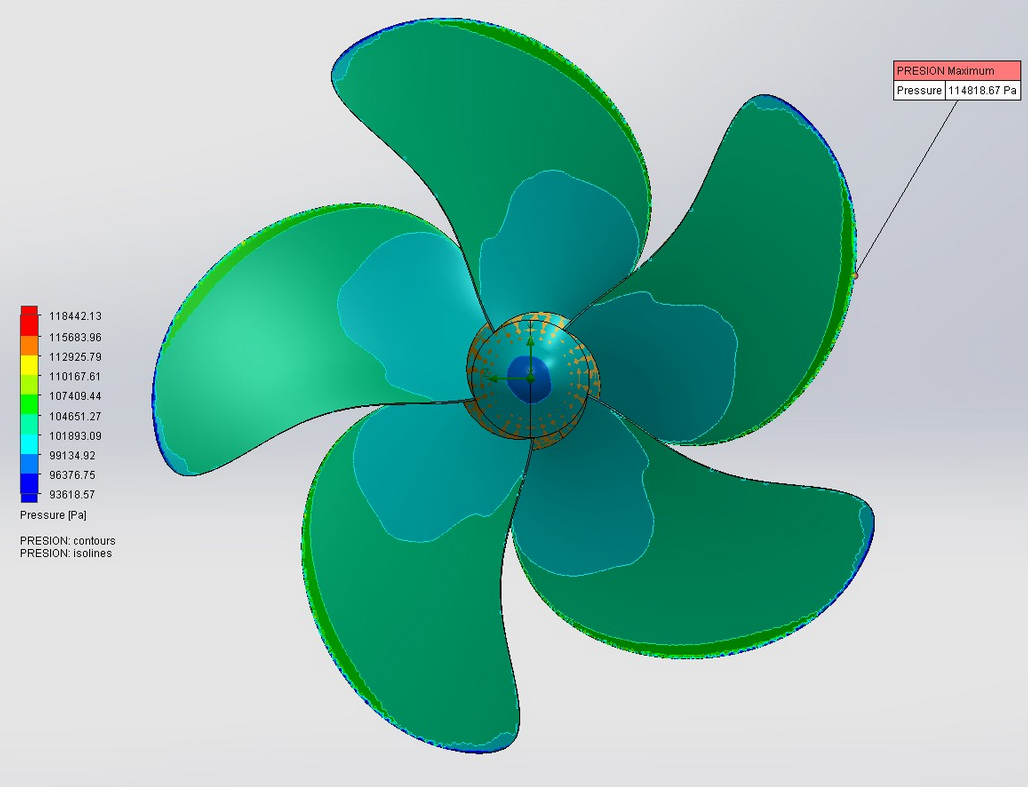 PRESION Maximum
Pressure 114818.67 Pa
118442.13
115683.96
112925.79
110167.61
107409.44
104651.27
101893.09
99134.92
96376.75
93618.57
Pressure [Pa]
PRESION: contours
PRESION: isolines